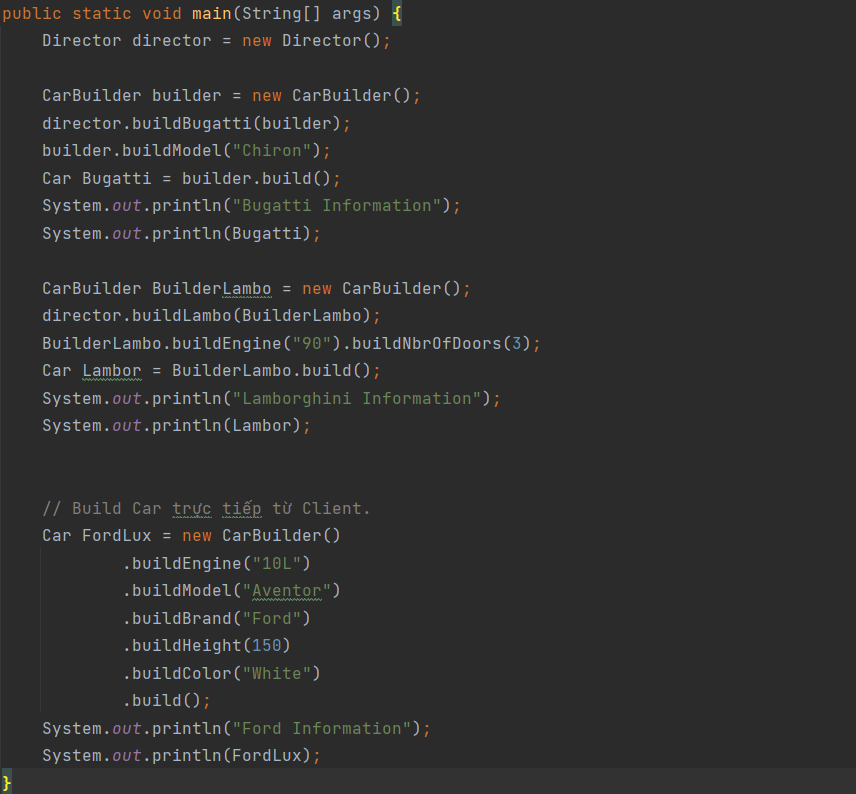 public static void main(String[] args) {
    Director director = new Director();
    CarBuilder builder = new CarBuilder();
    director.buildBugatti(builder);
    builder.buildModel("Chiron");
    Car Bugatti = builder.build();
    System.out.println("Bugatti Information");
    System.out.println(Bugatti);
    CarBuilder BuilderLambo = new CarBuilder();
    director.buildLambo(BuilderLambo);
    BuilderLambo.buildEngine("90").buildNbrOfDoors(3);
    Car Lambor = BuilderLambo.build();
    System.out.println("Lamborghini Information");
    System.out.println(Lambor);
    // Build Car trực tiếp từ Client.
    Car FordLux = new CarBuilder()
            .buildEngine("10L")
            .buildModel("Aventor")
            .buildBrand("Ford")
            .buildHeight(150)
            .buildColor("White")
            .build();
    System.out.println("Ford Information");
    System.out.println(FordLux);
}